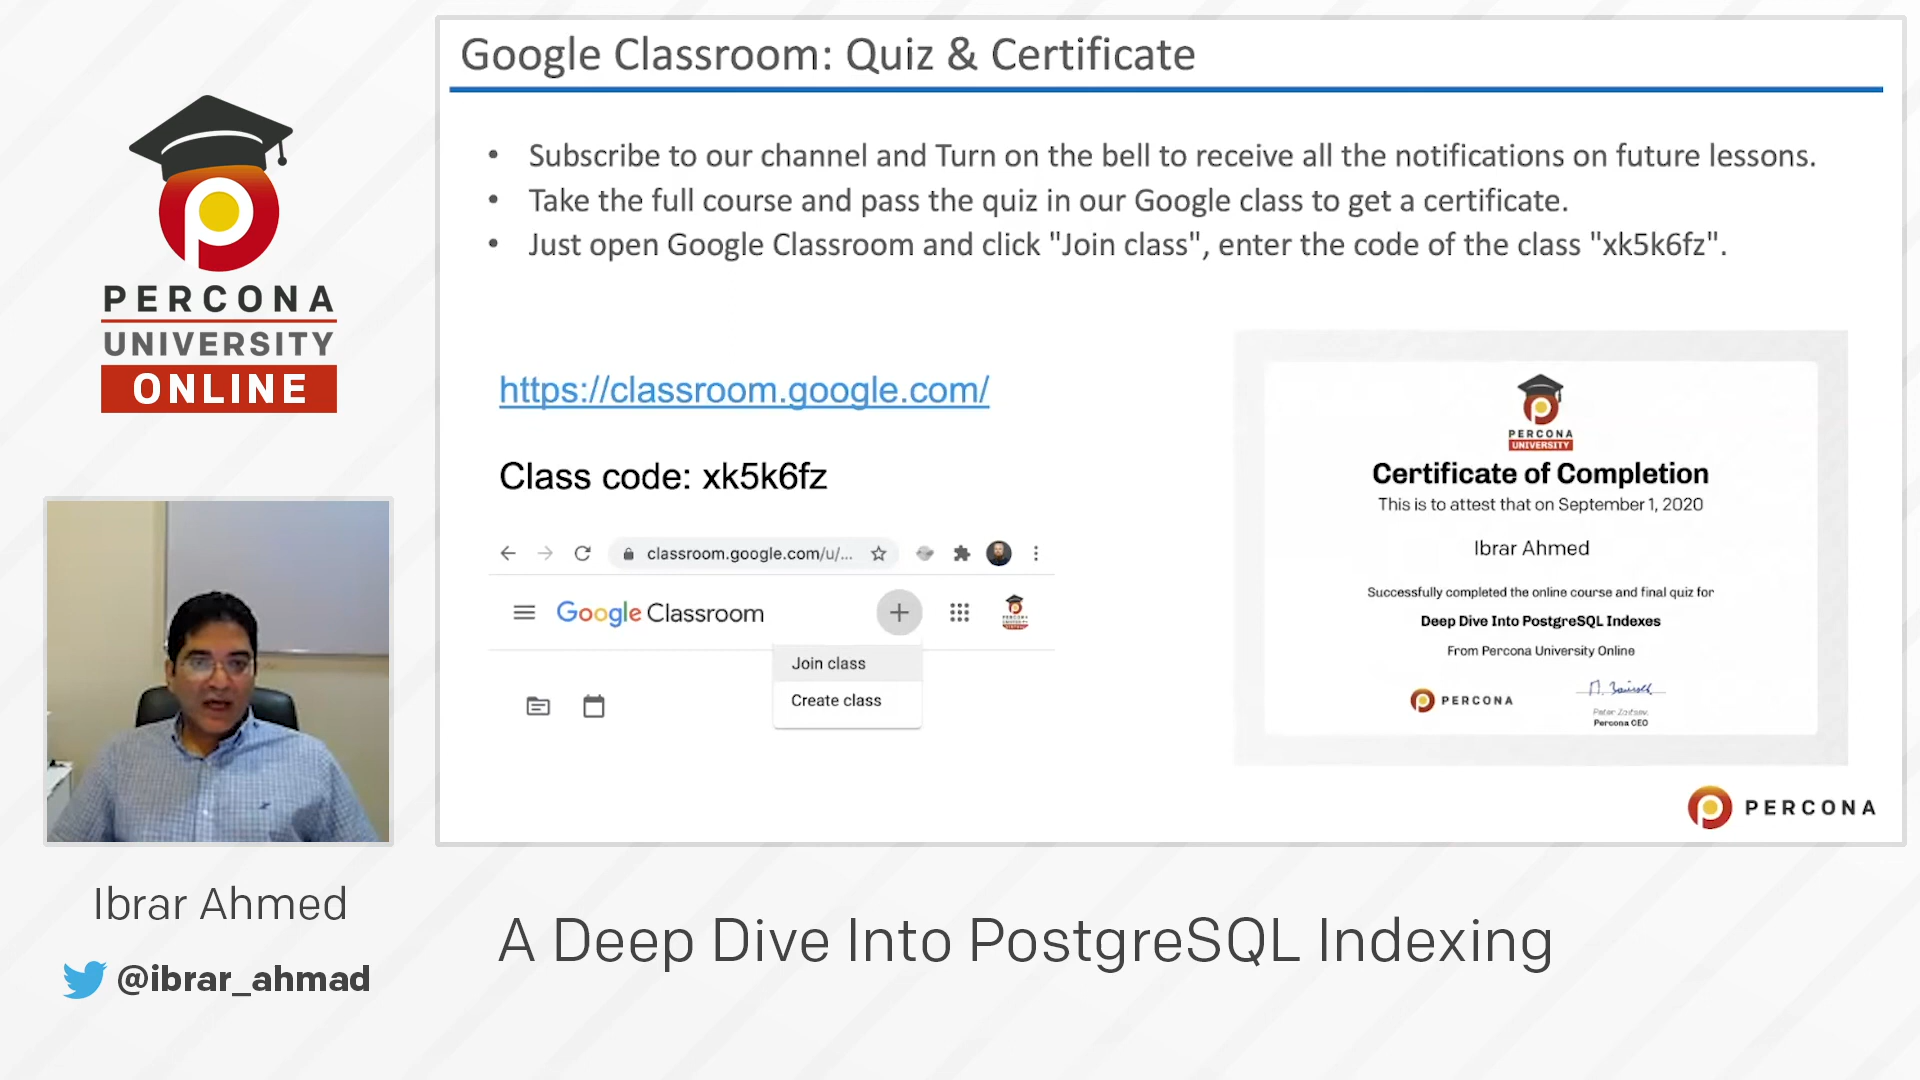 PERCONA
UNIVERSITY
ONLINE
Ibrar Ahmed
@ibrar_ahmad
Google Classroom: Quiz & Certificate
• Subscribe to our channel and Turn on the bell to receive all the notifications on future lessons.
• Take the full course and pass the quiz in our Google class to get a certificate.
• Just open Google Classroom and click "Join class", enter the code of the class "xk5k6fz".
https://classroom.google.com/
Class code: xk5k6fz
classroom.google.com/u/...
Google Classroom
Join class
Create class
PERCONA
UNIVERSITY
Certificate of Completion
This is to attest that on September 1, 2020
Ibrar Ahmed
Successfully completed the online course and final quiz for
Deep Dive Into PostgreSQL Indexes
From Percona University Online
PERCONA
Peter Zaitsev,
Percona CEO
PERCONA
A Deep Dive Into PostgreSQL Indexing